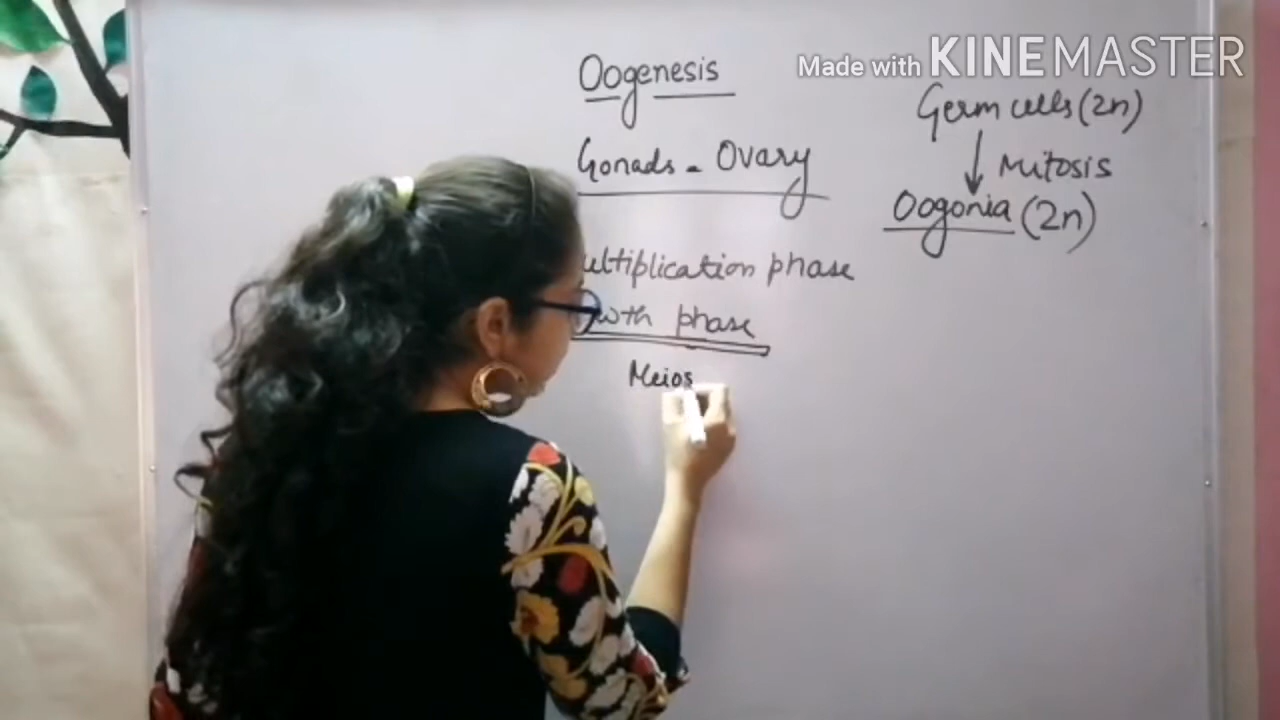 Made with KINEMASTER
Oogenesis
Gonads - Ovary
ultiplication phase
wth phase
Meios
Germ cells (2n)
Mitosis
Oogonia (2n)